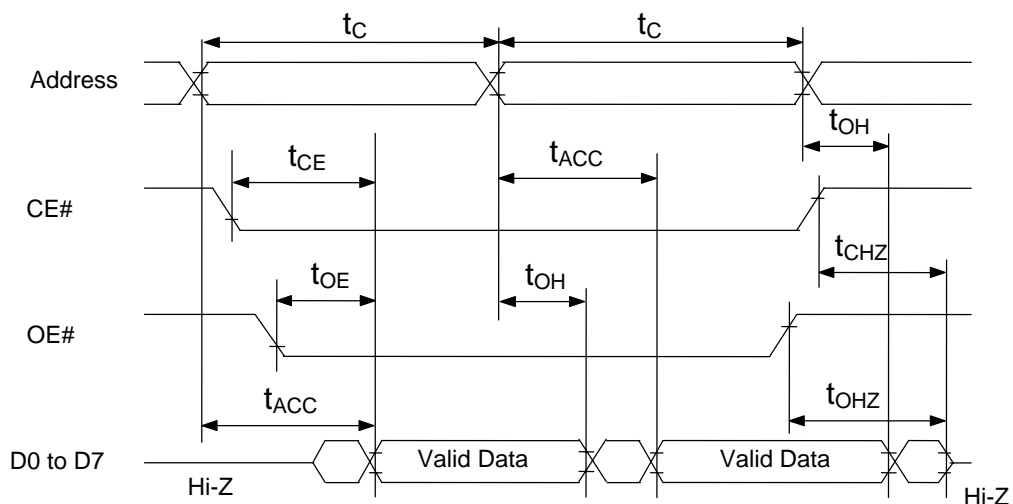 tC tC
Address
tOH
tCE tACC
CE#
tCHZ
tOE tOH
OE#
tACC tOHZ
D0 to D7 Valid Data Valid Data
Hi-Z Hi-Z